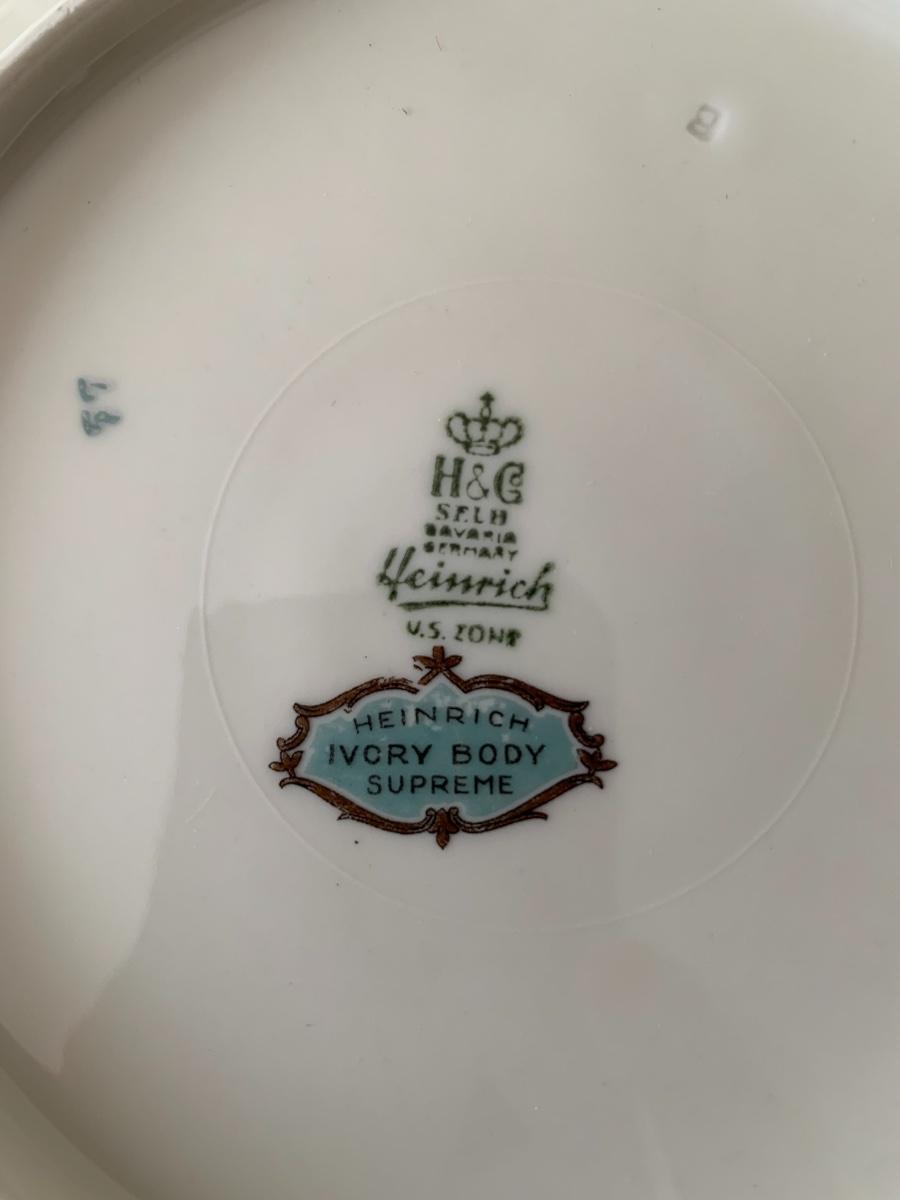 H&C
SELB
BAVARIA
GERMANY
Heinrich
U.S. ZONE
HEINRICH
IVORY BODY
SUPREME